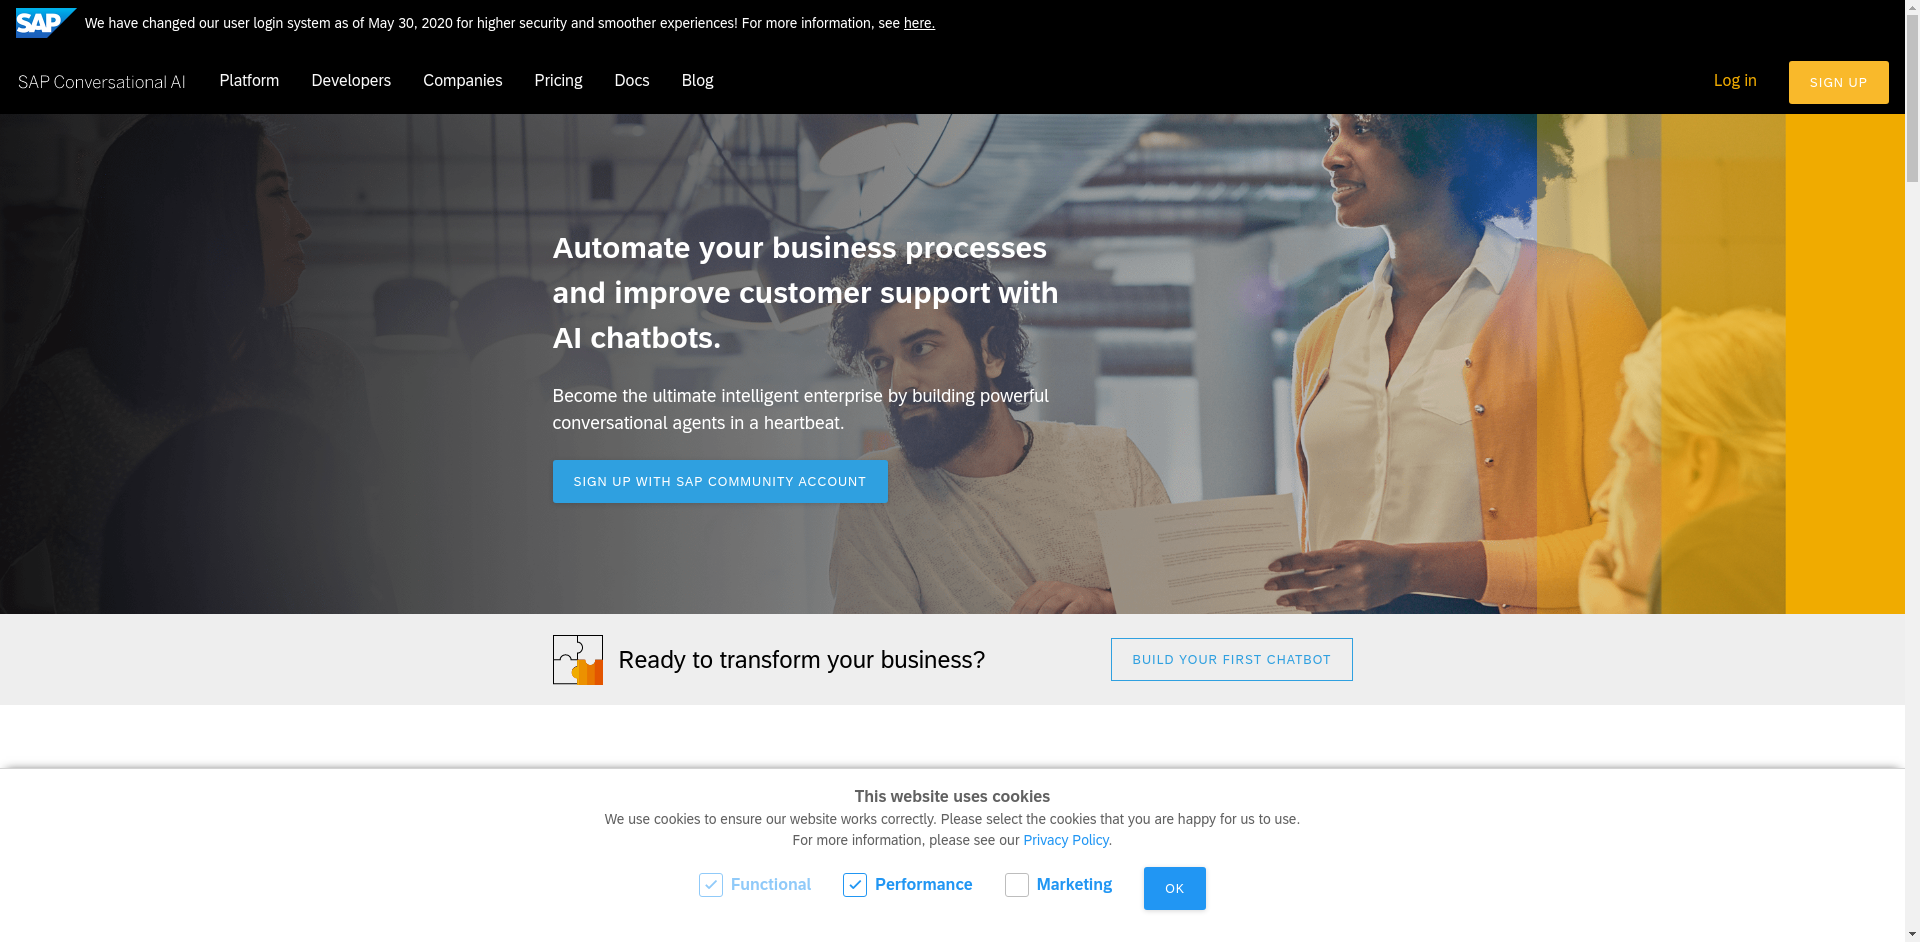 SAP We have changed our user login system as of May 30, 2020 for higher security and smoother experiences! For more information, see here.
SAP Conversational AI Platform Developers Companies Pricing Docs Blog Log in SIGN UP
Automate your business processes
and improve customer support with
AI chatbots.
Become the ultimate intelligent enterprise by building powerful
conversational agents in a heartbeat.
SIGN UP WITH SAP COMMUNITY ACCOUNT
Ready to transform your business? BUILD YOUR FIRST CHATBOT
This website uses cookies
We use cookies to ensure our website works correctly. Please select the cookies that you are happy for us to use.
For more information, please see our Privacy Policy.
Functional Performance Marketing OK